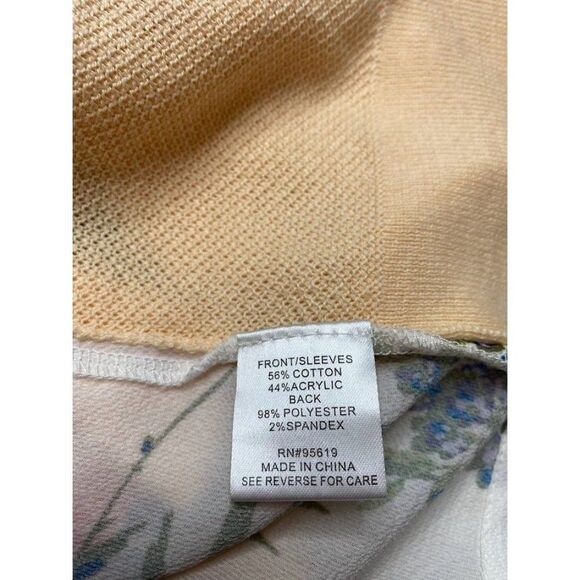 FRONT/SLEEVES
56% COTTON
44%ACRYLIC
BACK
98% POLYESTER
2%SPANDEX
RN#95619
MADE IN CHINA
SEE REVERSE FOR CARE